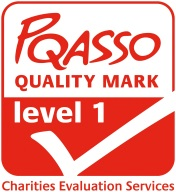 PQASSO
QUALITY MARK
level 1
Charities Evaluation Services